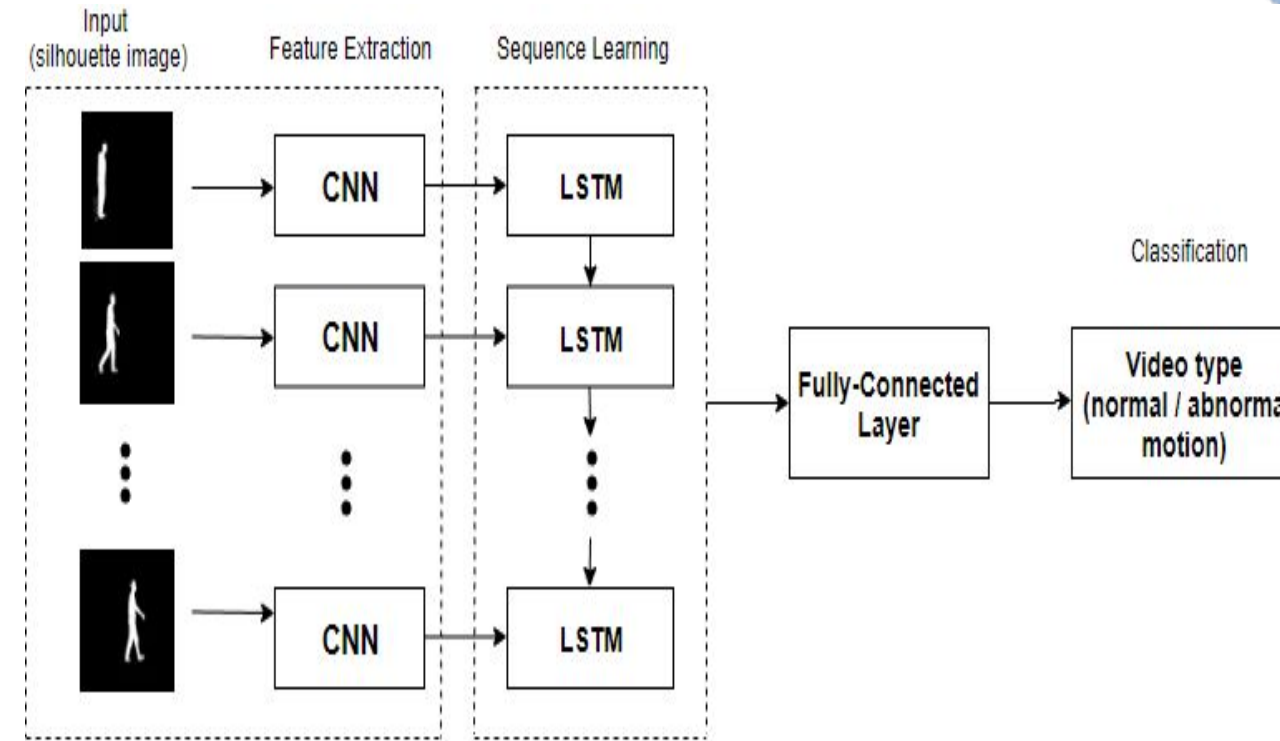 Input
(silhouette image)
Feature Extraction
Sequence Learning
CNN
LSTM
CNN
LSTM
Classification
Fully-Connected
Layer
Video type
(normal / abnorma
motion)
CNN
LSTM